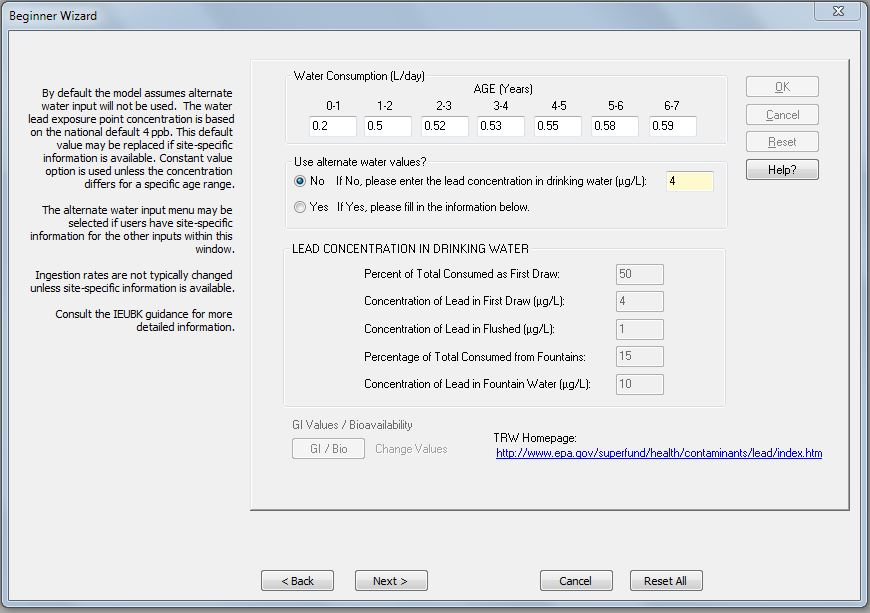 Beginner Wizard
By default the model assumes alternate
water input will not be used. The water
lead exposure point concentration is based
on the national default 4 ppb. This default
value may be replaced if site-specific
information is available. Constant value
option is used unless the concentration
differs for a specific age range.
The alternate water input menu may be
selected if users have site-specific
information for the other inputs within this
window.
Ingestion rates are not typically changed
unless site-specific information is available.
Consult the IEUBK guidance for more
detailed information.
Water Consumption (L/day)
AGE (Years)
0-1 1-2 2-3 3-4 4-5 5-6 6-7
0.2 0.5 0.52 0.53 0.55 0.58 0.59
Use alternate water values?
No If No, please enter the lead concentration in drinking water (µg/L): 4
Yes If Yes, please fill in the information below.
LEAD CONCENTRATION IN DRINKING WATER
Percent of Total Consumed as First Draw: 50
Concentration of Lead in First Draw (µg/L): 4
Concentration of Lead in Flushed (µg/L): 1
Percentage of Total Consumed from Fountains: 15
Concentration of Lead in Fountain Water (µg/L): 10
GI Values / Bioavailability
GI / Bio Change Values
TRW Homepage:
http://www.epa.gov/superfund/health/contaminants/lead/index.htm
OK
Cancel
Reset
Help?
< Back Next > Cancel Reset All